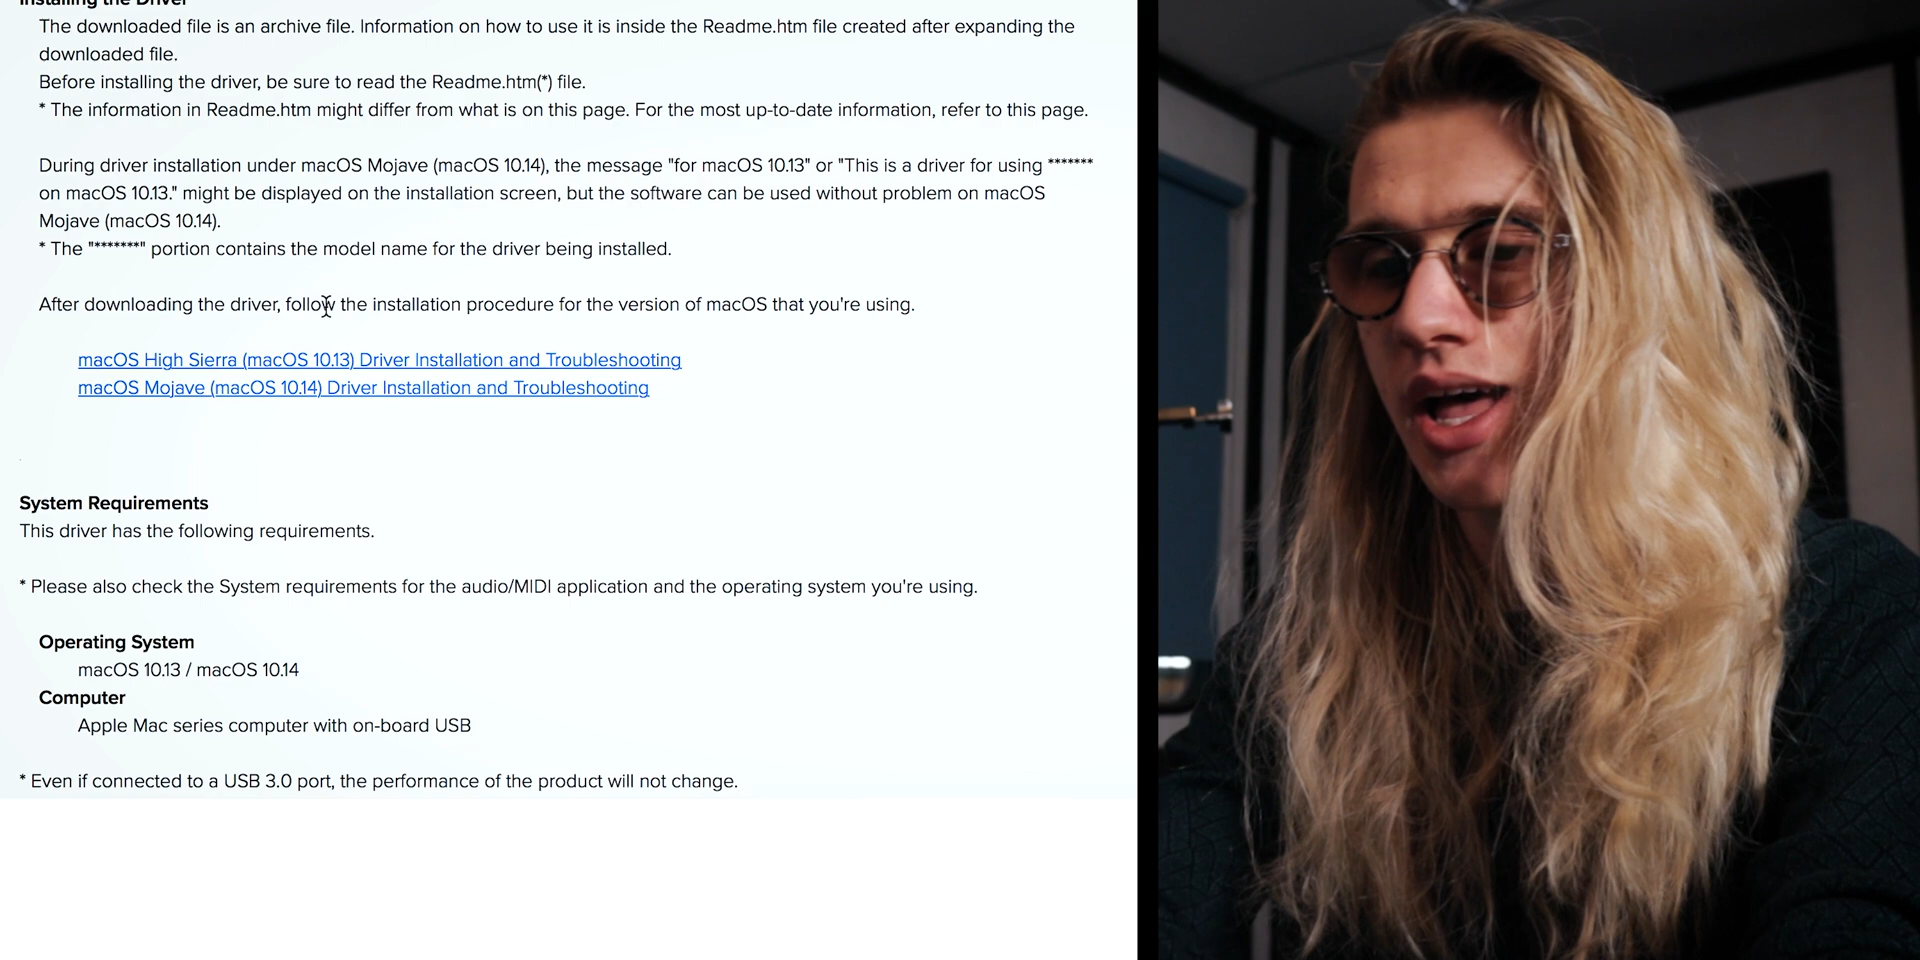 Installing the Driver
The downloaded file is an archive file. Information on how to use it is inside the Readme.htm file created after expanding the
downloaded file.
Before installing the driver, be sure to read the Readme.htm(*) file.
* The information in Readme.htm might differ from what is on this page. For the most up-to-date information, refer to this page.
During driver installation under macOS Mojave (macOS 10.14), the message "for macOS 10.13" or "This is a driver for using *******
on macOS 10.13." might be displayed on the installation screen, but the software can be used without problem on macOS
Mojave (macOS 10.14).
* The "*******" portion contains the model name for the driver being installed.
After downloading the driver, follow the installation procedure for the version of macOS that you're using.
macOS High Sierra (macOS 10.13) Driver Installation and Troubleshooting
macOS Mojave (macOS 10.14) Driver Installation and Troubleshooting
System Requirements
This driver has the following requirements.
* Please also check the System requirements for the audio/MIDI application and the operating system you're using.
Operating System
macOS 10.13 / macOS 10.14
Computer
Apple Mac series computer with on-board USB
* Even if connected to a USB 3.0 port, the performance of the product will not change.